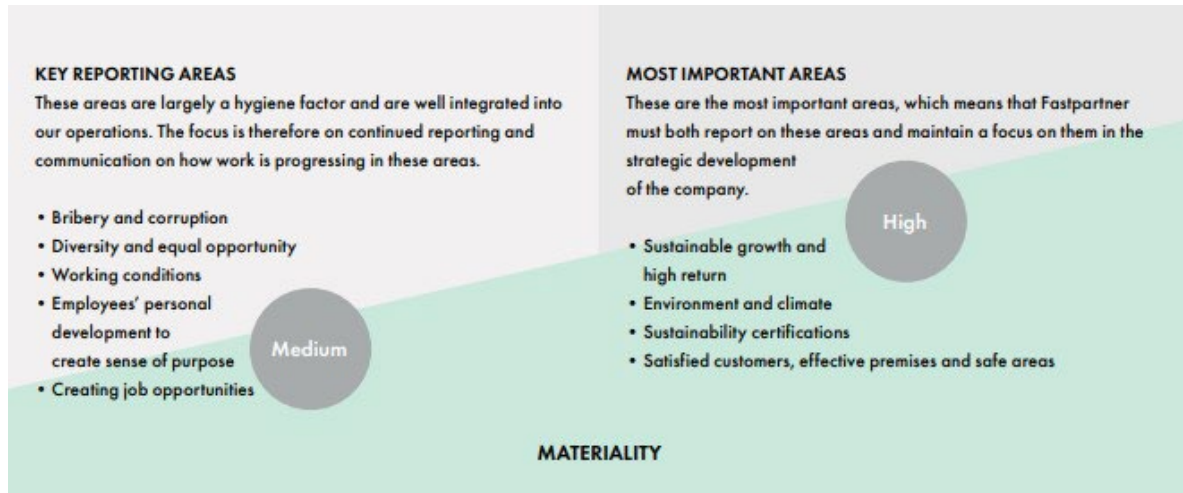 KEY REPORTING AREAS
These areas are largely a hygiene factor and are well integrated into
our operations. The focus is therefore on continued reporting and
communication on how work is progressing in these areas.
• Bribery and corruption
• Diversity and equal opportunity
• Working conditions
• Employees’ personal
development to
create sense of purpose
• Creating job opportunities
Medium
MOST IMPORTANT AREAS
These are the most important areas, which means that Fastpartner
must both report on these areas and maintain a focus on them in the
strategic development
of the company.
High
• Sustainable growth and
high return
• Environment and climate
• Sustainability certifications
• Satisfied customers, effective premises and safe areas
MATERIALITY